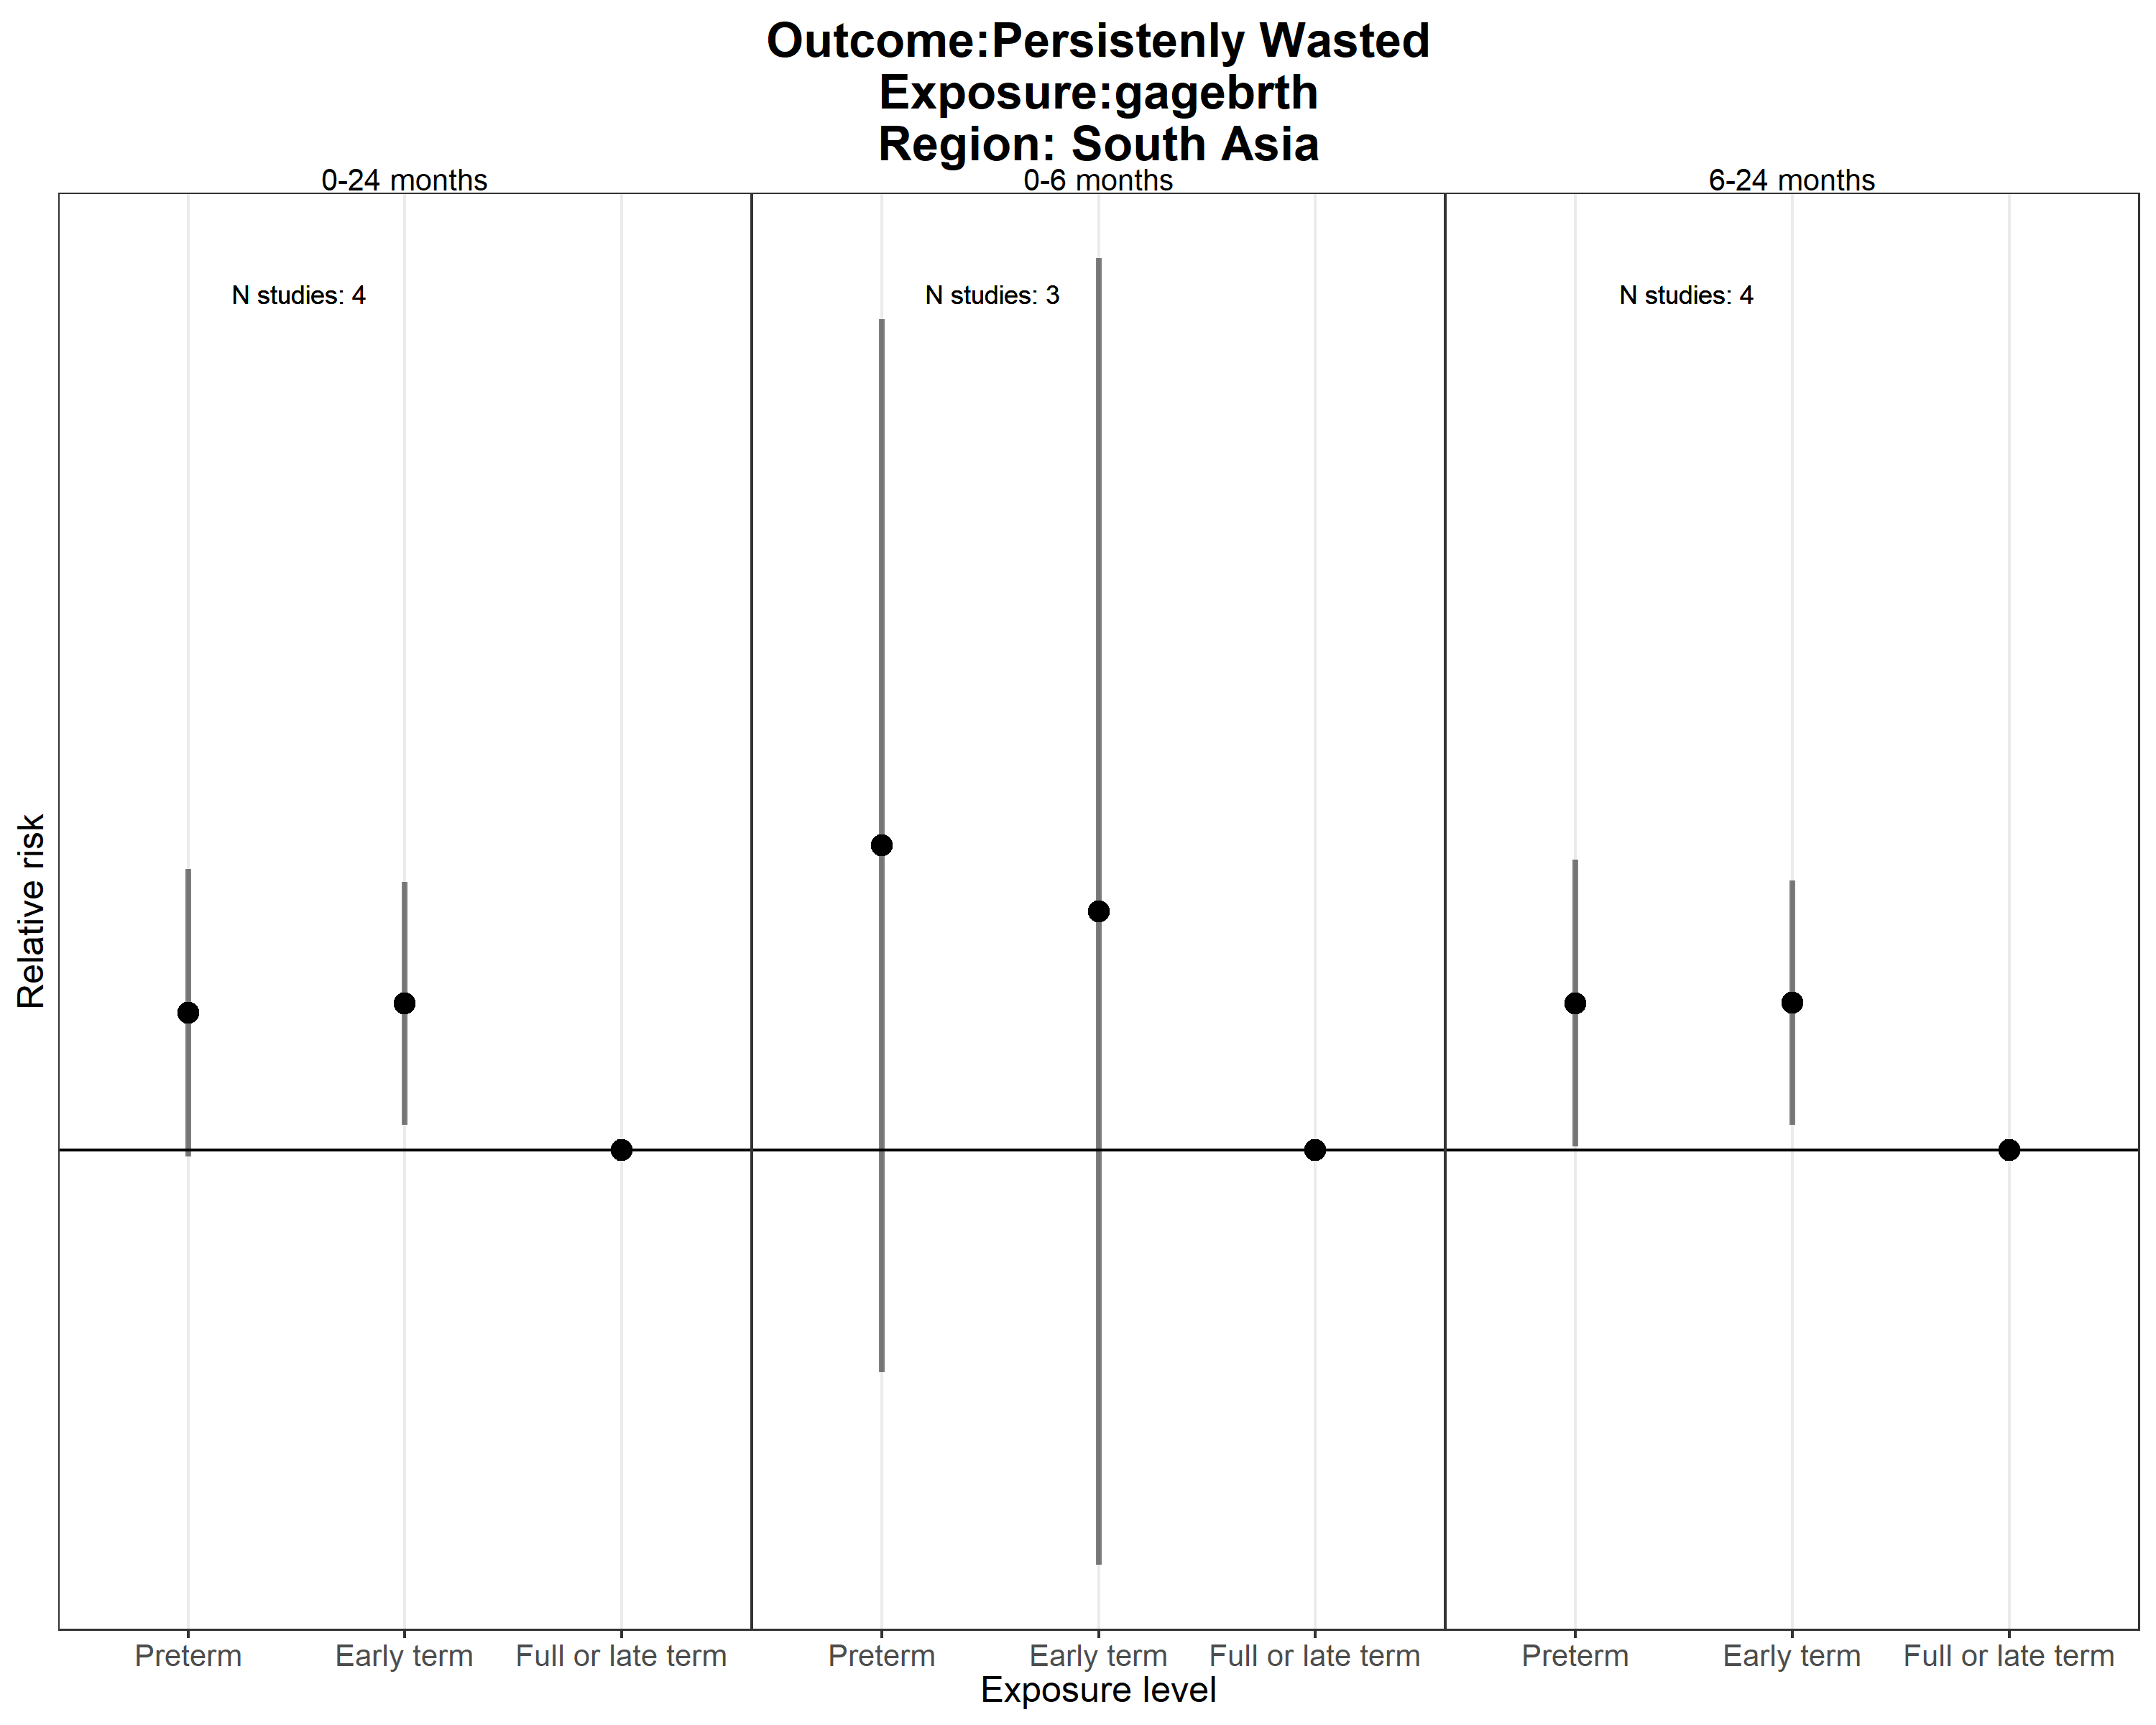 Outcome:Persistenly Wasted
Exposure:gagebrth
Region: South Asia
0-24 months
0-6 months
6-24 months
N studies: 4
N studies: 3
N studies: 4
Relative risk
Preterm
Early term
Full or late term
Preterm
Early term
Full or late term
Preterm
Early term
Full or late term
Exposure level